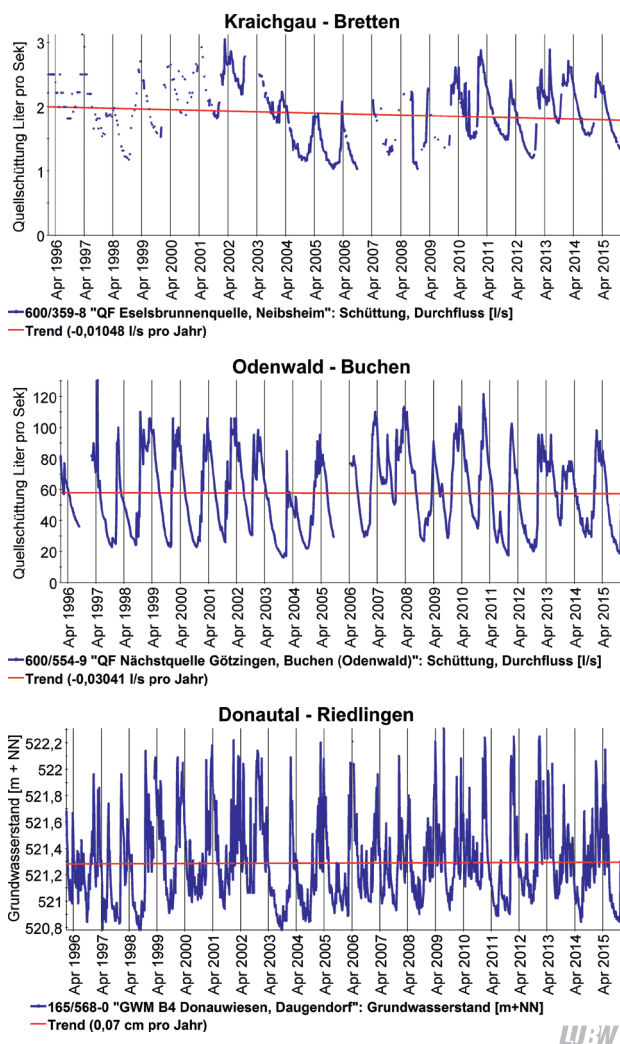 Kraichgau - Bretten
Quellschüttung Liter pro Sek
3
2
1
0
Apr 1996
Apr 1997
Apr 1998
Apr 1999
Apr 2000
Apr 2001
Apr 2002
Apr 2003
Apr 2004
Apr 2005
Apr 2006
Apr 2007
Apr 2008
Apr 2009
Apr 2010
Apr 2011
Apr 2012
Apr 2013
Apr 2014
Apr 2015
600/359-8 "QF Eselsbrunnenquelle, Neibsheim": Schüttung, Durchfluss [l/s]
Trend (-0,01048 l/s pro Jahr)
Odenwald - Buchen
Quellschüttung Liter pro Sek
120
100
80
60
40
20
0
Apr 1996
Apr 1997
Apr 1998
Apr 1999
Apr 2000
Apr 2001
Apr 2002
Apr 2003
Apr 2004
Apr 2005
Apr 2006
Apr 2007
Apr 2008
Apr 2009
Apr 2010
Apr 2011
Apr 2012
Apr 2013
Apr 2014
Apr 2015
600/554-9 "QF Nächstquelle Götzingen, Buchen (Odenwald)": Schüttung, Durchfluss [l/s]
Trend (-0,03041 l/s pro Jahr)
Donautal - Riedlingen
Grundwasserstand [m + NN]
522,2
522
521,8
521,6
521,4
521,2
521
520,8
Apr 1996
Apr 1997
Apr 1998
Apr 1999
Apr 2000
Apr 2001
Apr 2002
Apr 2003
Apr 2004
Apr 2005
Apr 2006
Apr 2007
Apr 2008
Apr 2009
Apr 2010
Apr 2011
Apr 2012
Apr 2013
Apr 2014
Apr 2015
165/568-0 "GWM B4 Donauwiesen, Daugendorf": Grundwasserstand [m+NN]
Trend (0,07 cm pro Jahr)
LUBW